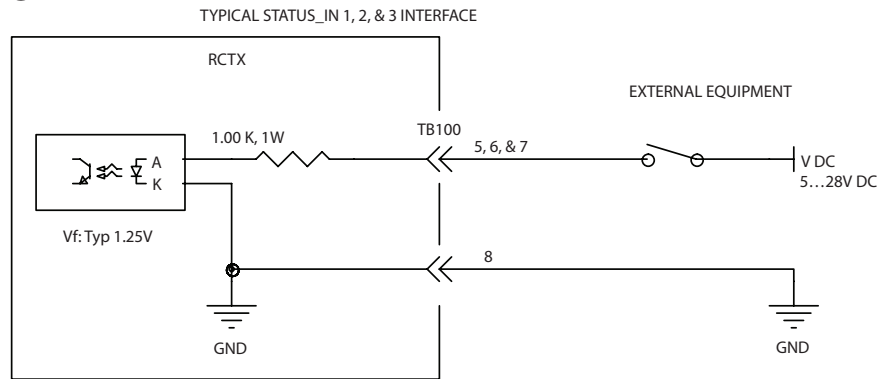 TYPICAL STATUS_IN 1, 2, & 3 INTERFACE
RCTX
EXTERNAL EQUIPMENT
1.00 K, 1W
TB100
5, 6, & 7
A
K
V DC
5...28V DC
Vf: Typ 1.25V
8
GND
GND